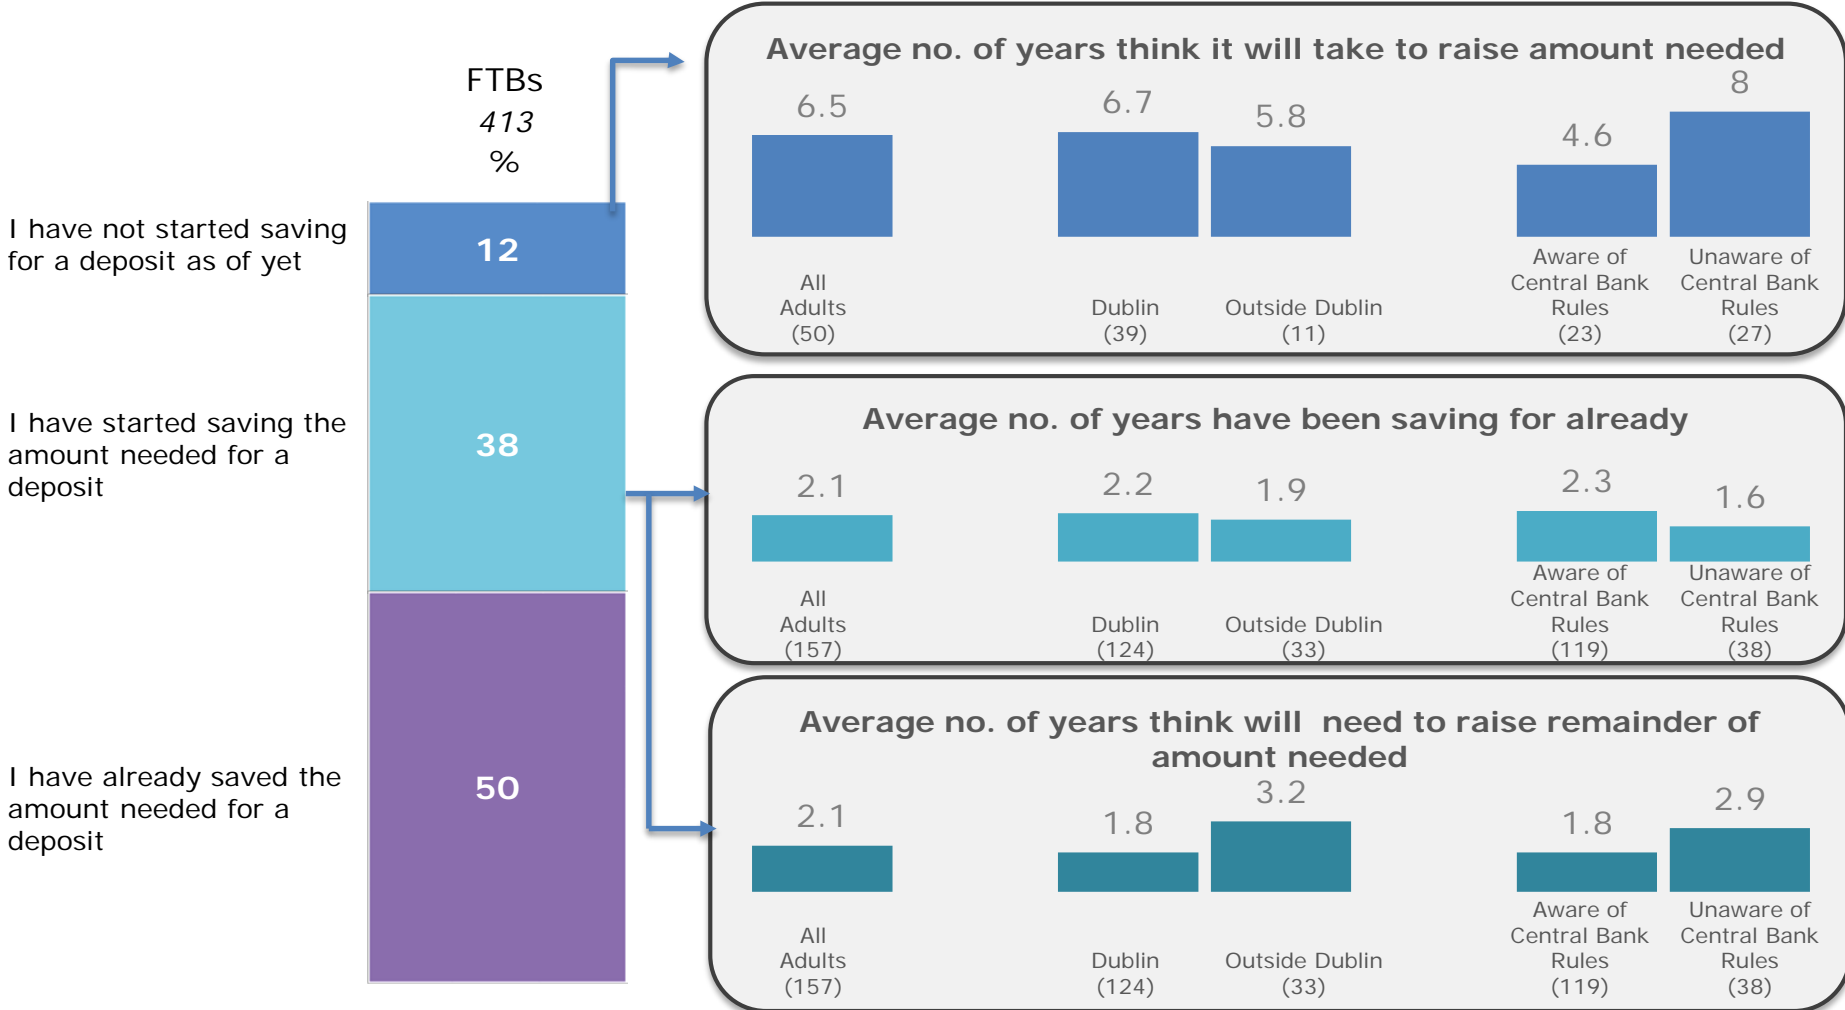 FTBs
413
%
I have not started saving
for a deposit as of yet
12
I have started saving the
amount needed for a
deposit
38
I have already saved the
amount needed for a
deposit
50
Average no. of years think it will take to raise amount needed
6.5
6.7
5.8
4.6
8
All
Adults
(50)
Dublin
(39)
Outside Dublin
(11)
Aware of
Central Bank
Rules
(23)
Unaware of
Central Bank
Rules
(27)
Average no. of years have been saving for already
2.1
2.2
1.9
2.3
1.6
All
Adults
(157)
Dublin
(124)
Outside Dublin
(33)
Aware of
Central Bank
Rules
(119)
Unaware of
Central Bank
Rules
(38)
Average no. of years think will  need to raise remainder of
amount needed
2.1
1.8
3.2
1.8
2.9
All
Adults
(157)
Dublin
(124)
Outside Dublin
(33)
Aware of
Central Bank
Rules
(119)
Unaware of
Central Bank
Rules
(38)